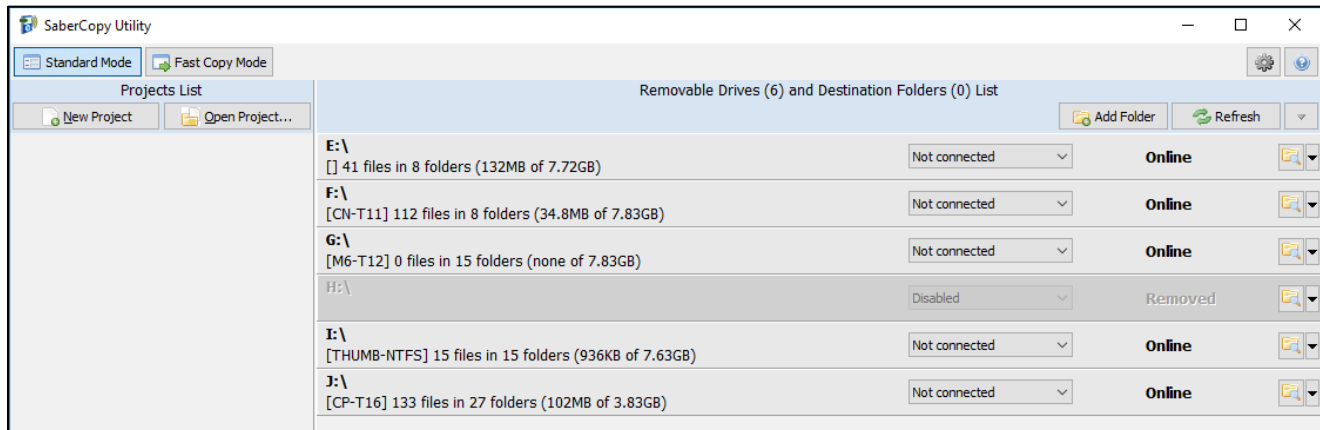 SaberCopy Utility
Standard Mode Fast Copy Mode
Projects List
New Project Open Project...
Removable Drives (6) and Destination Folders (0) List
Add Folder Refresh
E:\
[] 41 files in 8 folders (132MB of 7.72GB)
Not connected
Online
F:\
[CN-T11] 112 files in 8 folders (34.8MB of 7.83GB)
Not connected
Online
G:\
[M6-T12] 0 files in 15 folders (none of 7.83GB)
Not connected
Online
H:\
Disabled
Removed
I:\
[THUMB-NTFS] 15 files in 15 folders (936KB of 7.63GB)
Not connected
Online
J:\
[CP-T16] 133 files in 27 folders (102MB of 3.83GB)
Not connected
Online